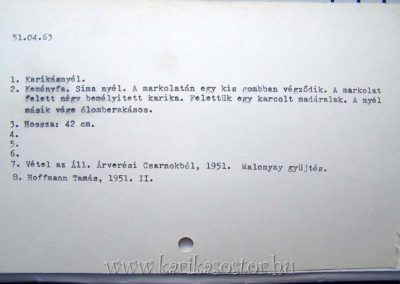 51.04.63
1. Karikásnyél.
2. Keményfa. Sima nyél. A markolatán egy kis gombban végződik. A markolat
felett négy bemélyített karika. Felettük egy karcolt madáralak. A nyél
másik vége ólomberakásos.
3. Hossza: 42 cm.
4.
5.
6.
7. Vétel az Áll. Árverési Csarnokból, 1951. Malonyay gyüjtés.
8. Hoffmann Tamás, 1951. II.
www.karikasostor.hu